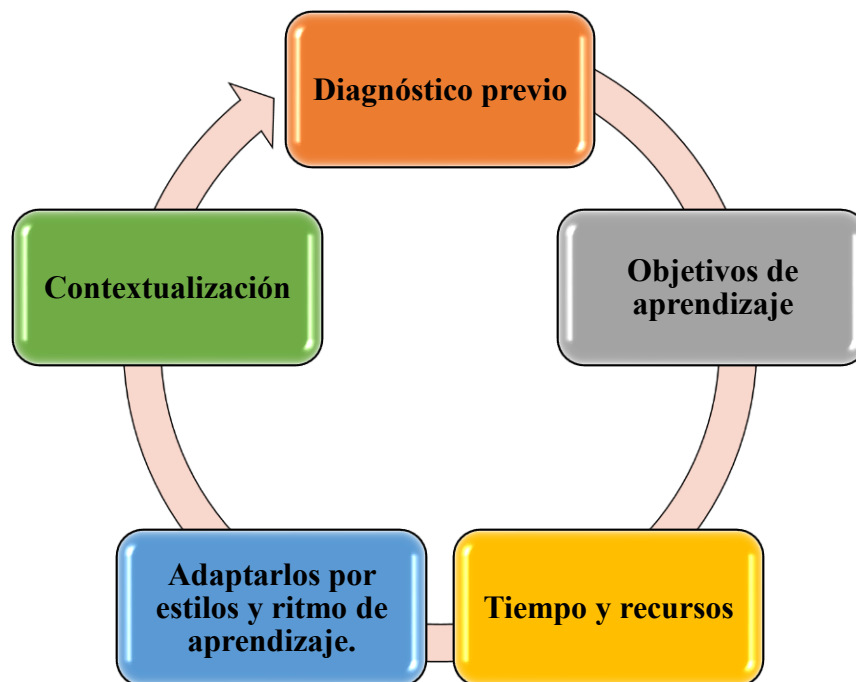 Diagnóstico previo
Objetivos de
aprendizaje
Tiempo y recursos
Adaptarlos por
estilos y ritmo de
aprendizaje.
Contextualización